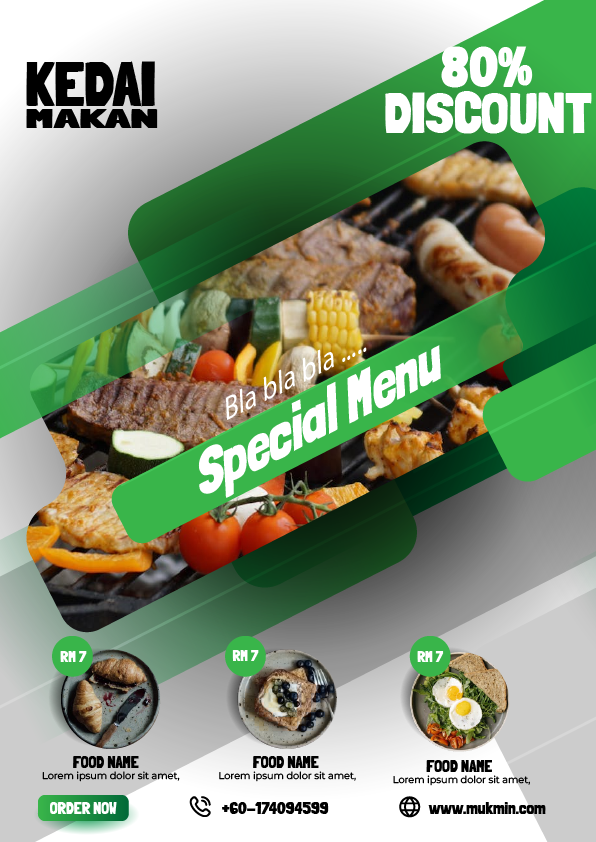 KEDAI
MAKAN
80%
DISCOUNT
Bla bla bla .....
Special Menu
RM 7
RM 7
RM 7
FOOD NAME
Lorem ipsum dolor sit amet,
FOOD NAME
Lorem ipsum dolor sit amet,
FOOD NAME
Lorem ipsum dolor sit amet,
ORDER NOW
+60-174094599
www.mukmin.com